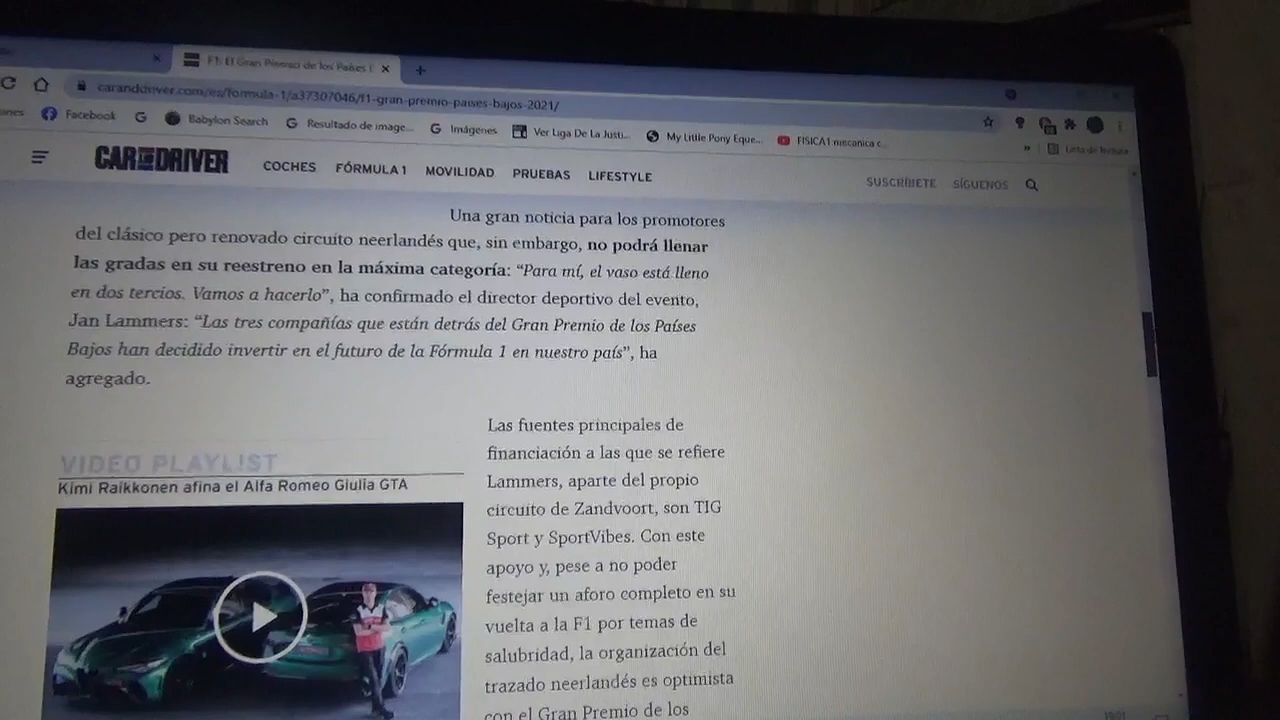 F1: El Gran Premio de los Países
caranddriver.com/es/formula-1/a37307046/f1-gran-premio-paises-bajos-2021/
Facebook
Babylon Search
Resultado de image...
Imágenes
Ver Liga De La Justi...
My Little Pony Eque...
FISICA1 mecanica c...
Lista de lectura
CAR AND DRIVER
COCHES
FÓRMULA 1
MOVILIDAD
PRUEBAS
LIFESTYLE
SUSCRÍBETE
SÍGUENOS
Una gran noticia para los promotores
del clásico pero renovado circuito neerlandés que, sin embargo, no podrá llenar
las gradas en su reestreno en la máxima categoría: “Para mí, el vaso está lleno
en dos tercios. Vamos a hacerlo”, ha confirmado el director deportivo del evento,
Jan Lammers: “Las tres compañías que están detrás del Gran Premio de los Países
Bajos han decidido invertir en el futuro de la Fórmula 1 en nuestro país”, ha
agregado.
VIDEO PLAYLIST
Kimi Raikkonen afina el Alfa Romeo Giulia GTA
Las fuentes principales de
financiación a las que se refiere
Lammers, aparte del propio
circuito de Zandvoort, son TIG
Sport y SportVibes. Con este
apoyo y, pese a no poder
festejar un aforo completo en su
vuelta a la F1 por temas de
salubridad, la organización del
trazado neerlandés es optimista
con el Gran Premio de los